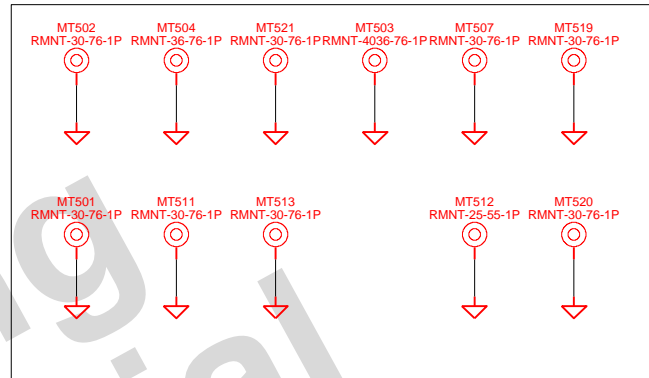 MT502 MT504 MT521 MT503 MT507 MT519
RMNT-30-76-1P RMNT-36-76-1P RMNT-30-76-1P RMNT-4036-76-1P RMNT-30-76-1P RMNT-30-76-1P
MT501 MT511 MT513 MT512 MT520
RMNT-30-76-1P RMNT-30-76-1P RMNT-30-76-1P RMNT-25-55-1P RMNT-30-76-1P